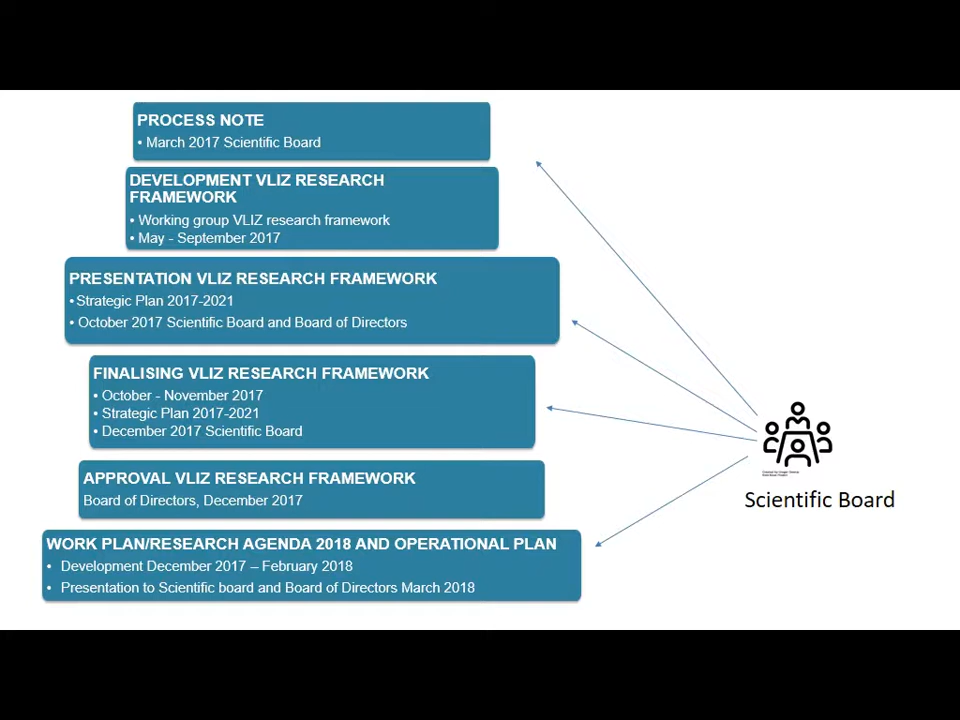 PROCESS NOTE
• March 2017 Scientific Board
DEVELOPMENT VLIZ RESEARCH
FRAMEWORK
• Working group VLIZ research framework
• May - September 2017
PRESENTATION VLIZ RESEARCH FRAMEWORK
•Strategic Plan 2017-2021
• October 2017 Scientific Board and Board of Directors
FINALISING VLIZ RESEARCH FRAMEWORK
• October - November 2017
• Strategic Plan 2017-2021
• December 2017 Scientific Board
APPROVAL VLIZ RESEARCH FRAMEWORK
Board of Directors, December 2017
WORK PLAN/RESEARCH AGENDA 2018 AND OPERATIONAL PLAN
• Development December 2017 – February 2018
• Presentation to Scientific board and Board of Directors March 2018
Scientific Board